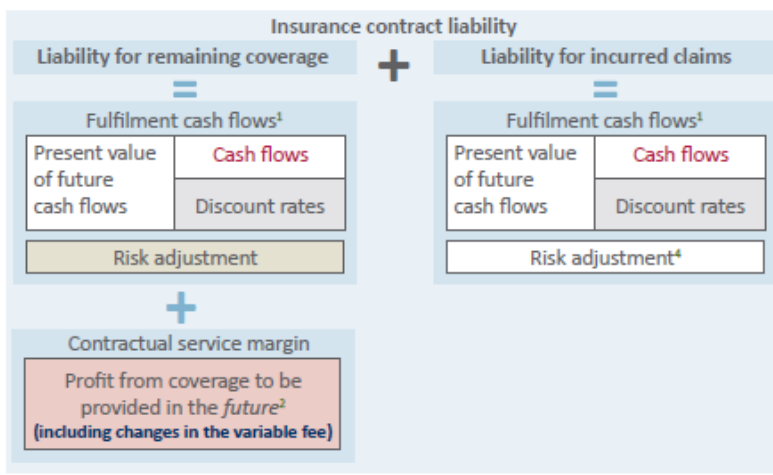 Insurance contract liability
Liability for remaining coverage
+
Liability for incurred claims
=
=
Fulfilment cash flows¹
Present value
of future
cash flows
Cash flows
Discount rates
Risk adjustment
Fulfilment cash flows¹
Present value
of future
cash flows
Cash flows
Discount rates
Risk adjustment⁴
+
Contractual service margin
Profit from coverage to be
provided in the future²
(including changes in the variable fee)